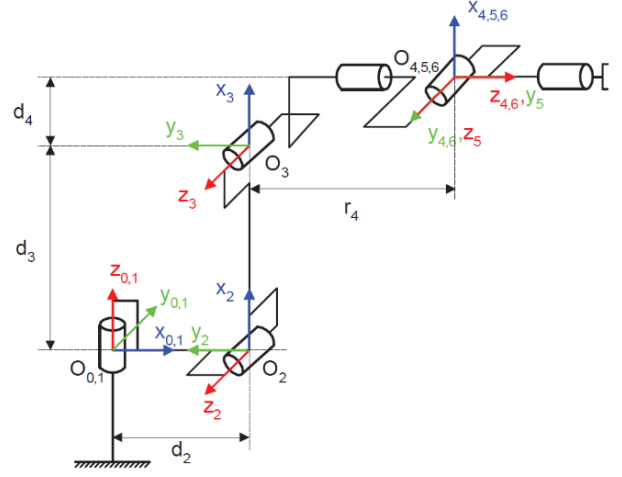 x4,5,6
O4,5,6
x3
z4,6,y5
d4
y3
y4,6,z5
O3
z3
r4
d3
z0,1
y0,1
x2
x0,1
y2
O0,1
O2
z2
d2